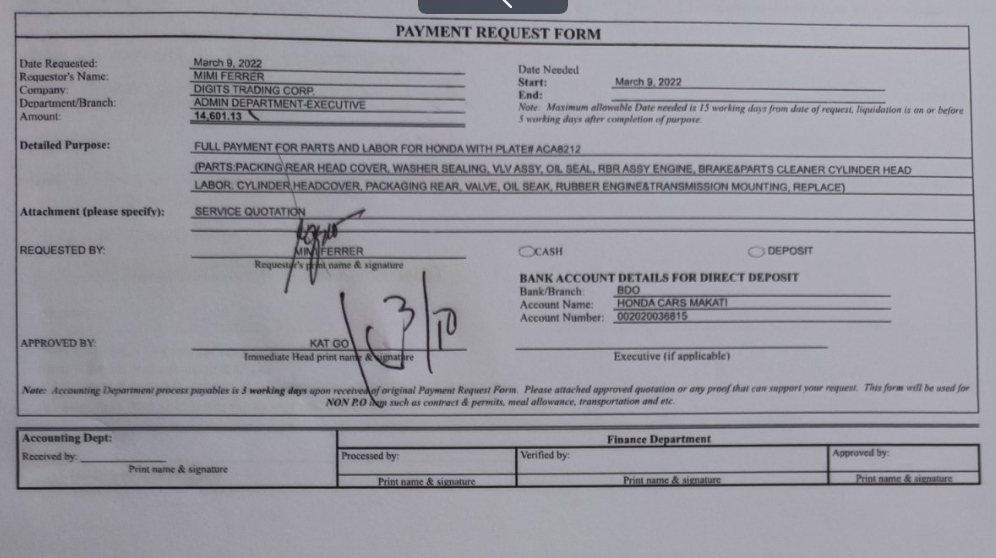 PAYMENT REQUEST FORM
Date Requested: March 9, 2022
Requestor's Name: MIMI FERRER
Company: DIGITS TRADING CORP.
Department/Branch: ADMIN DEPARTMENT-EXECUTIVE
Amount: 14,601.13
Date Needed
Start: March 9, 2022
End:
Note: Maximum allowable Date needed is 15 working days from date of request, liquidation is on or before
5 working days after completion of purpose.
Detailed Purpose: FULL PAYMENT FOR PARTS AND LABOR FOR HONDA WITH PLATE# ACA8212
(PARTS:PACKING REAR HEAD COVER, WASHER SEALING, VLV ASSY, OIL SEAL, RBR ASSY ENGINE, BRAKE&PARTS CLEANER CYLINDER HEAD
LABOR: CYLINDER HEADCOVER, PACKAGING REAR, VALVE, OIL SEAK, RUBBER ENGINE&TRANSMISSION MOUNTING, REPLACE)
Attachment (please specify): SERVICE QUOTATION
REQUESTED BY: MIMI FERRER
Requestor's print name & signature
CASH DEPOSIT
BANK ACCOUNT DETAILS FOR DIRECT DEPOSIT
Bank/Branch: BDO
Account Name: HONDA CARS MAKATI
Account Number: 002020036815
3/10
APPROVED BY: KAT GO
Immediate Head print name & signature
Executive (if applicable)
Note: Accounting Department process payables is 3 working days upon received of original Payment Request Form. Please attached approved quotation or any proof that can support your request. This form will be used for
NON P.O item such as contract & permits, meal allowance, transportation and etc.
Accounting Dept:
Received by:
Print name & signature
Finance Department
Processed by: Verified by: Approved by:
Print name & signature Print name & signature Print name & signature